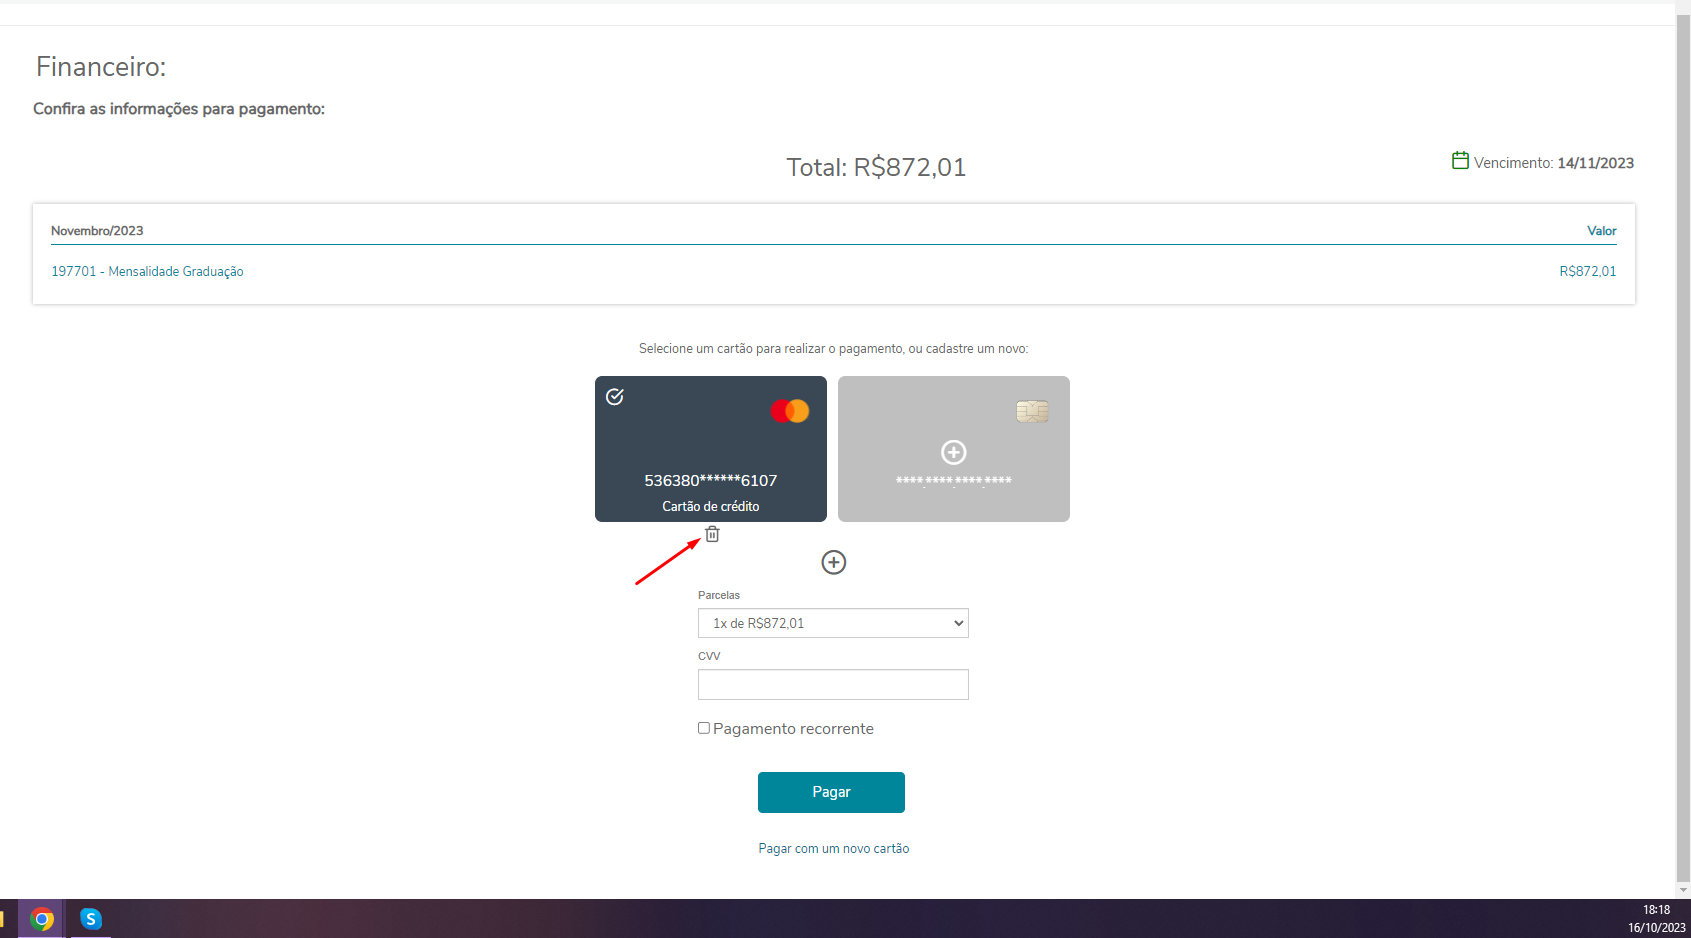 Financeiro:
Confira as informações para pagamento:
Total: R$872,01
Vencimento: 14/11/2023
Novembro/2023 Valor
197701 - Mensalidade Graduação R$872,01
Selecione um cartão para realizar o pagamento, ou cadastre um novo:
536380******6107
Cartão de crédito
****.****.****.****
Parcelas
1x de R$872,01
CVV
Pagamento recorrente
Pagar
Pagar com um novo cartão
S
18:18
16/10/2023